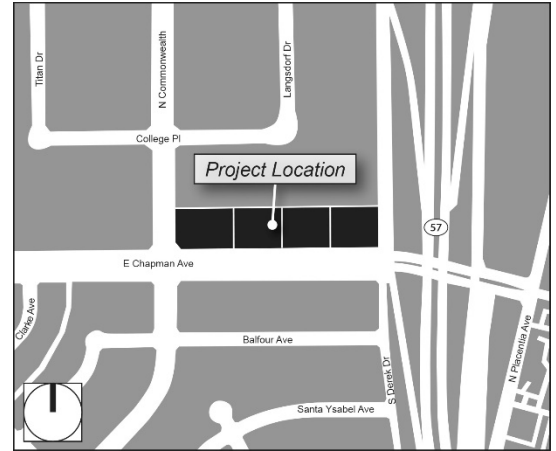 Titan Dr
N Commonwealth
Langsdorf Dr
College Pl
Project Location
57
E Chapman Ave
Clarke Ave
Balfour Ave
N Placentia Ave
S Derek Dr
Santa Ysabel Ave